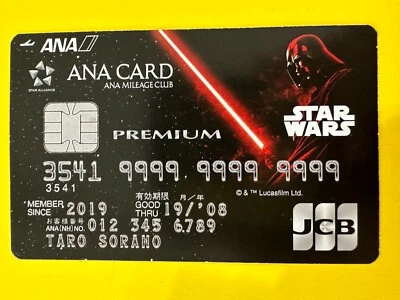 ANA
STAR ALLIANCE
ANA CARD
ANA MILEAGE CLUB
STAR WARS
PREMIUM
3541 9999 9999 9999
3541
© & ™ Lucasfilm Ltd.
有効期限 月/年
MEMBER SINCE 2019 GOOD THRU 19/'08
お客様番号
ANA(NH)NO. 012 345 6789
TARO SORANO
JCB